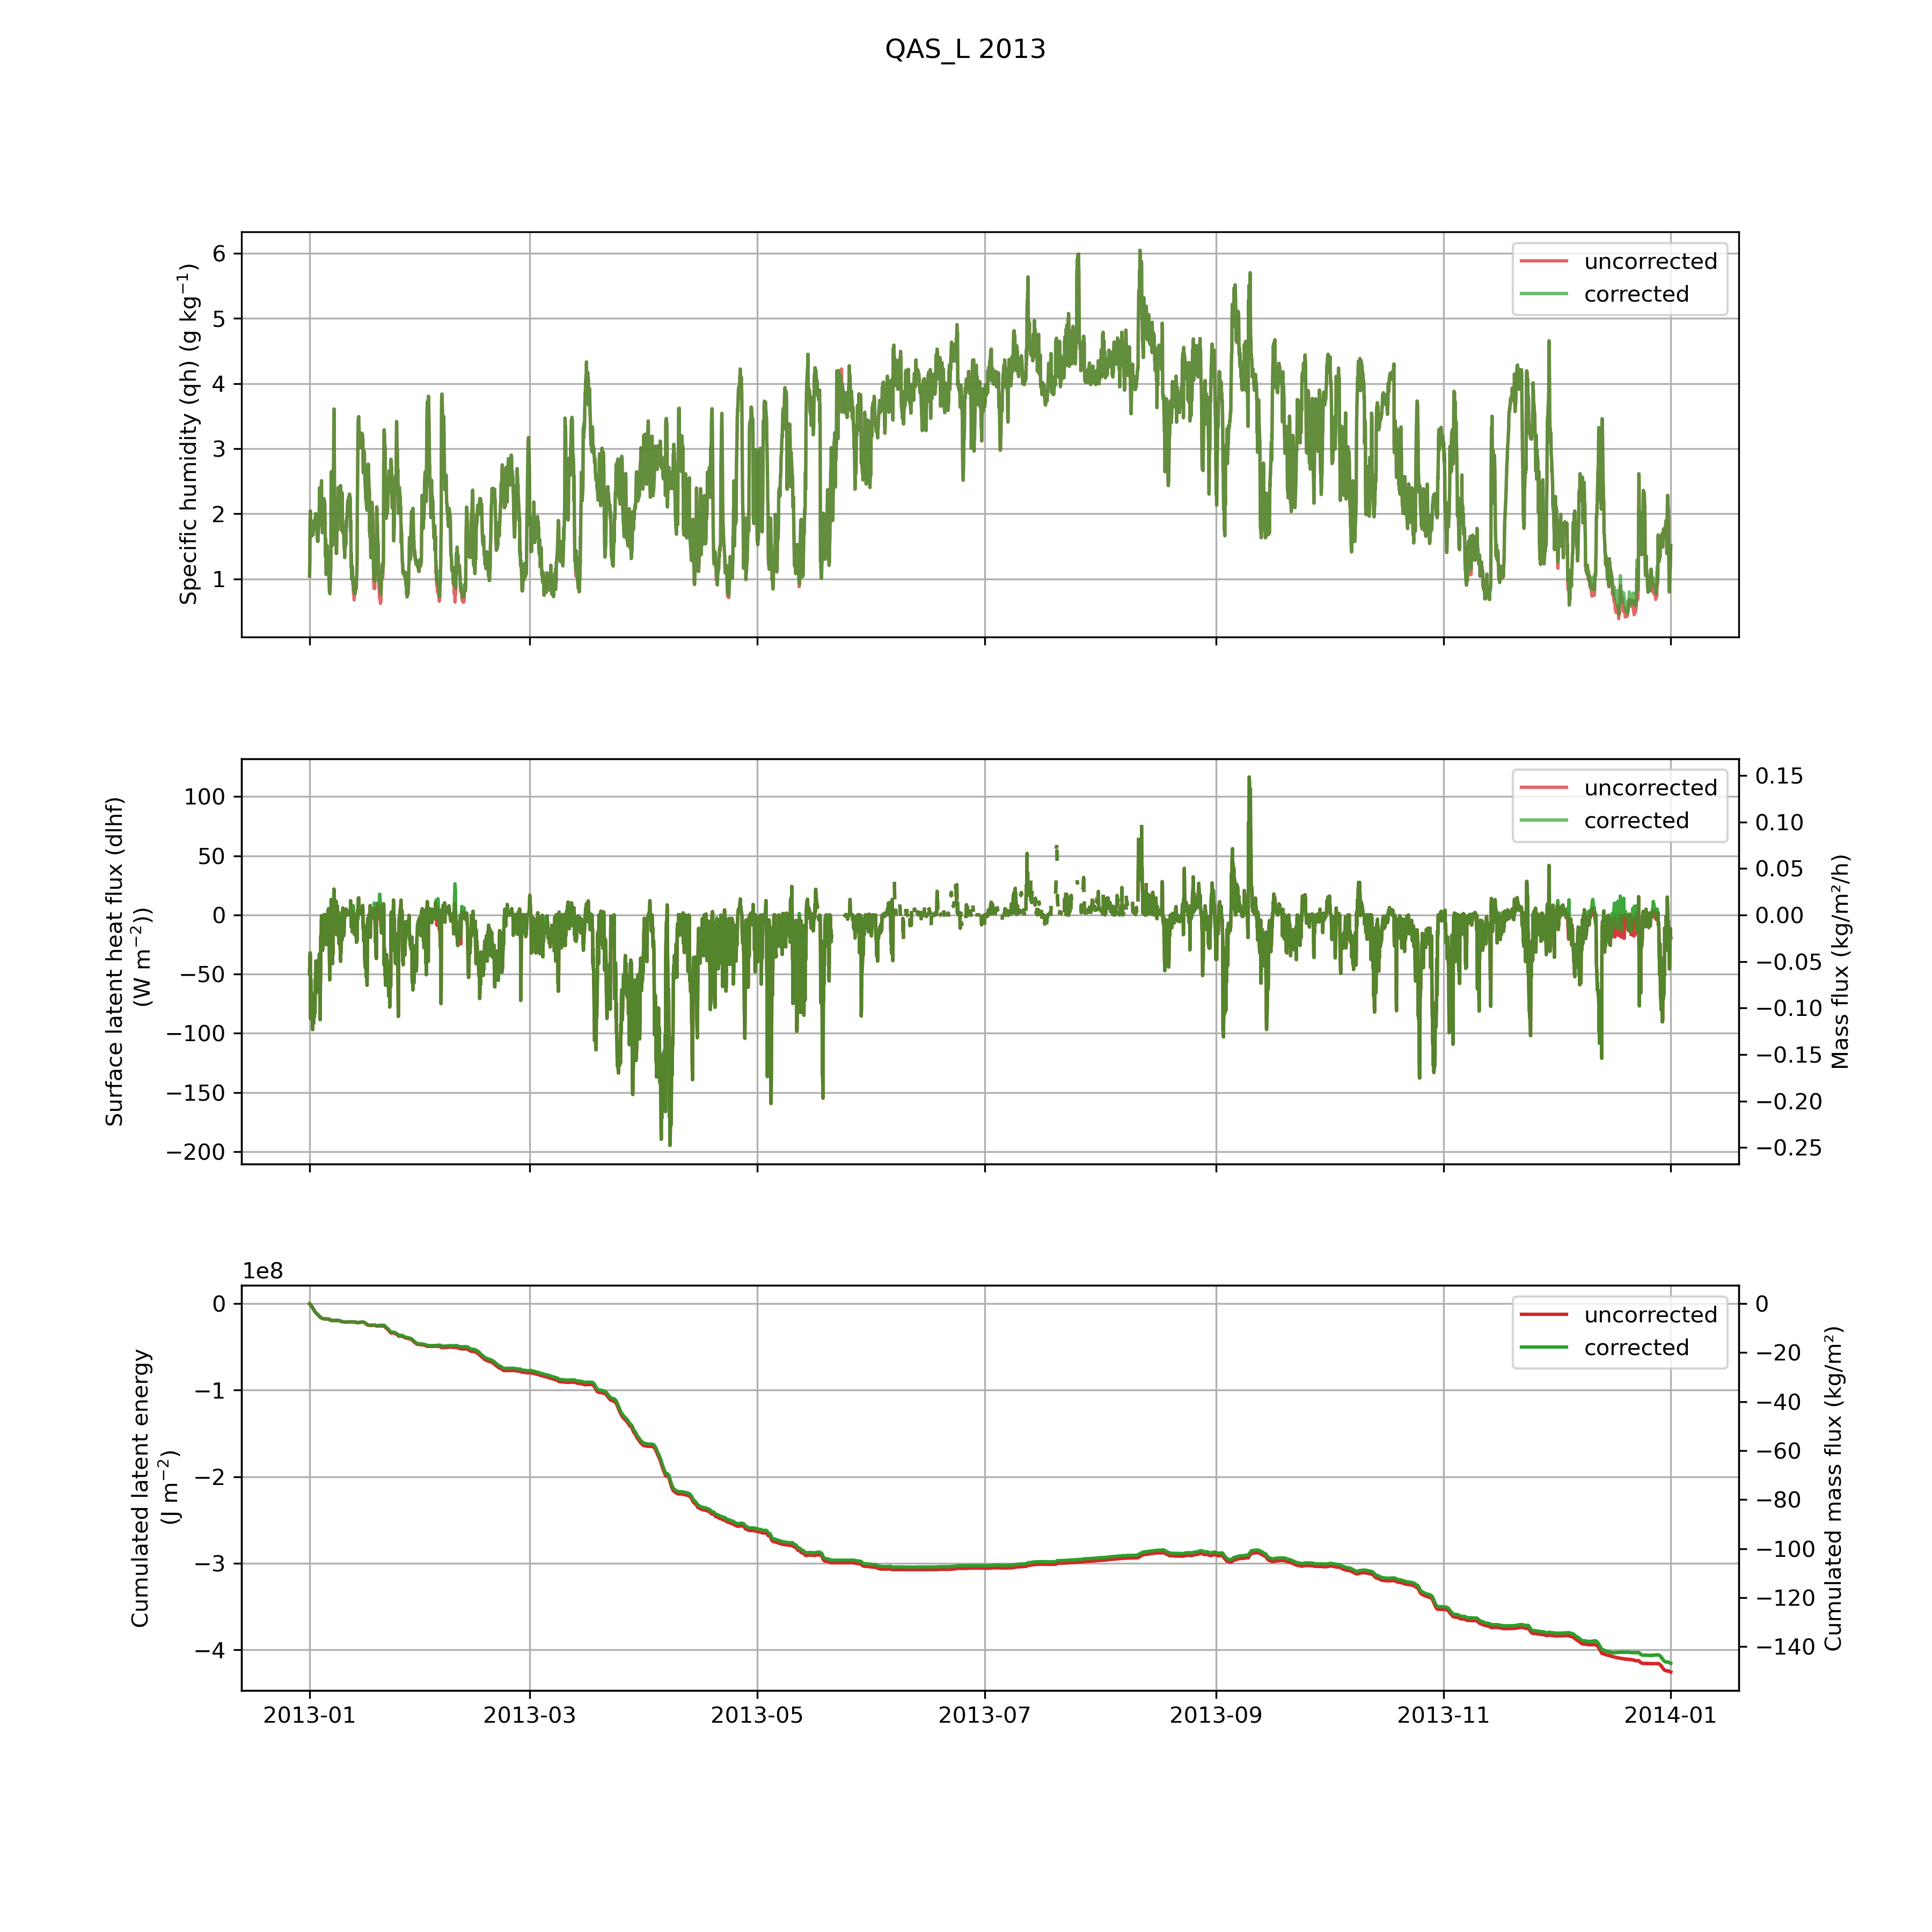 QAS_L 2013
Specific humidity (qh) (g kg⁻¹)
6
5
4
3
2
1
uncorrected
corrected
Surface latent heat flux (dlhf)
(W m⁻²))
100
50
0
−50
−100
−150
−200
uncorrected
corrected
0.15
0.10
0.05
0.00
−0.05
−0.10
−0.15
−0.20
−0.25
Mass flux (kg/m²/h)
1e8
Cumulated latent energy
(J m⁻²)
0
−1
−2
−3
−4
uncorrected
corrected
0
−20
−40
−60
−80
−100
−120
−140
Cumulated mass flux (kg/m²)
2013-01 2013-03 2013-05 2013-07 2013-09 2013-11 2014-01